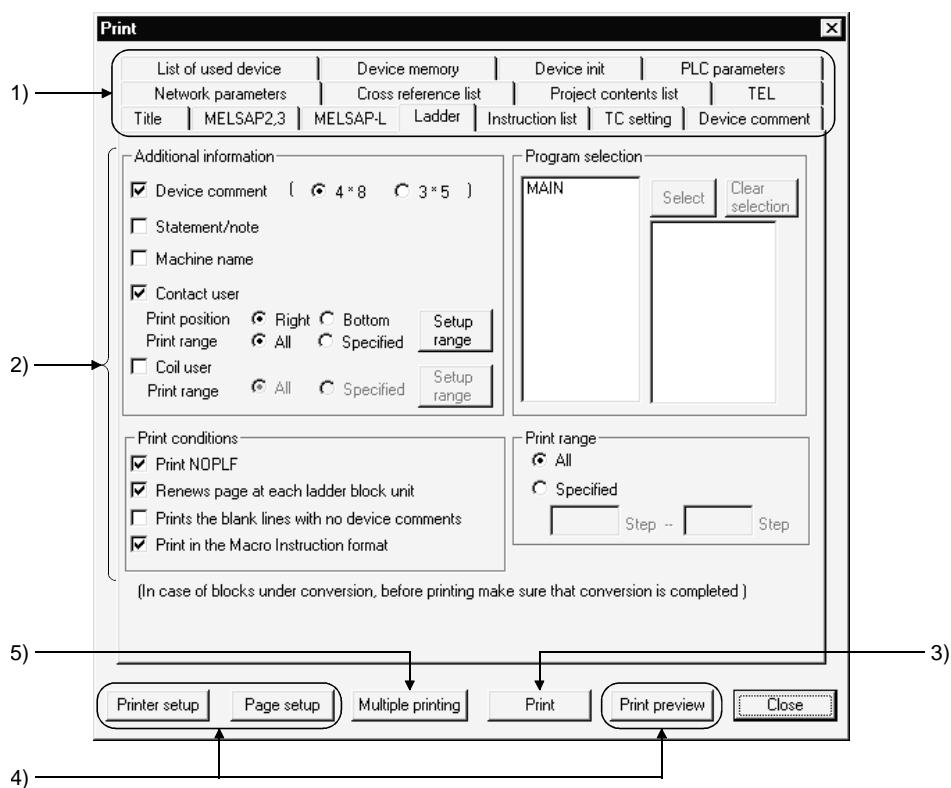 Print
List of used device Device memory Device init PLC parameters
1)
Network parameters Cross reference list Project contents list TEL
Title MELSAP2,3 MELSAP-L Ladder Instruction list TC setting Device comment
2)
Additional information
Device comment ( 4*8 3*5 )
Statement/note
Machine name
Contact user
Print position Right Bottom
Print range All Specified
Setup range
Coil user
Print range All Specified
Setup range
Program selection
MAIN
Select
Clear selection
Print conditions
Print NOPLF
Renews page at each ladder block unit
Prints the blank lines with no device comments
Print in the Macro Instruction format
Print range
All
Specified
Step -- Step
(In case of blocks under conversion, before printing make sure that conversion is completed )
5) 3)
Printer setup Page setup Multiple printing Print Print preview Close
4)